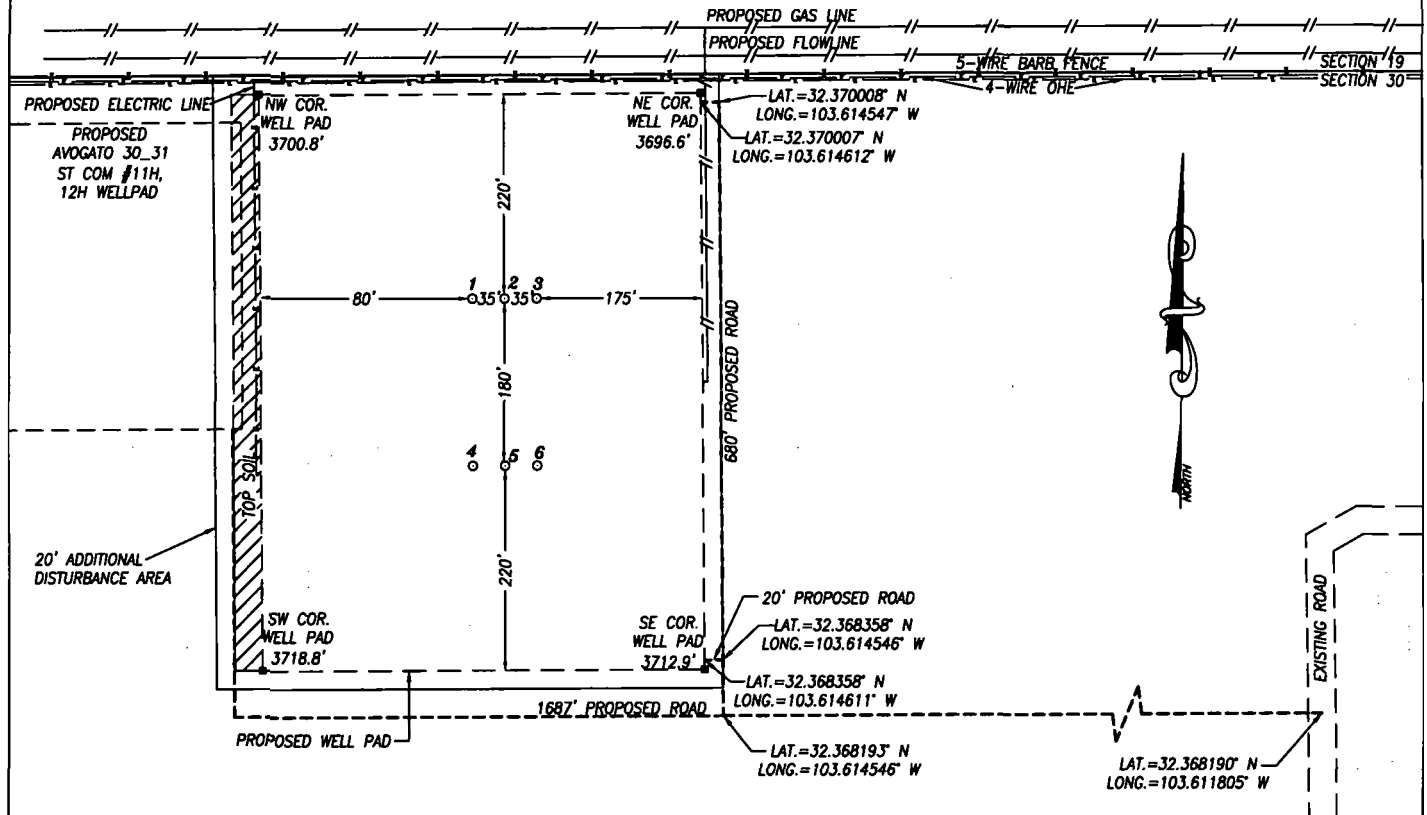 PROPOSED GAS LINE
PROPOSED FLOWLINE
5-WIRE BARB FENCE
SECTION 19
4-WIRE OHE
SECTION 30
PROPOSED ELECTRIC LINE
NW COR.
WELL PAD
3700.8'
NE COR.
WELL PAD
3696.6'
LAT.=32.370008° N
LONG.=103.614547° W
LAT.=32.370007° N
LONG.=103.614612° W
PROPOSED
AVOGATO 30_31
ST COM #11H,
12H WELLPAD
220'
1 2 3
80' 35' 35' 175'
180'
680' PROPOSED ROAD
4 5 6
TOP SOIL
220'
NORTH
20' ADDITIONAL
DISTURBANCE AREA
SW COR.
WELL PAD
3718.8'
SE COR.
WELL PAD
3712.9'
20' PROPOSED ROAD
LAT.=32.368358° N
LONG.=103.614546° W
LAT.=32.368358° N
LONG.=103.614611° W
EXISTING ROAD
1687' PROPOSED ROAD
PROPOSED WELL PAD
LAT.=32.368193° N
LONG.=103.614546° W
LAT.=32.368190° N
LONG.=103.611805° W